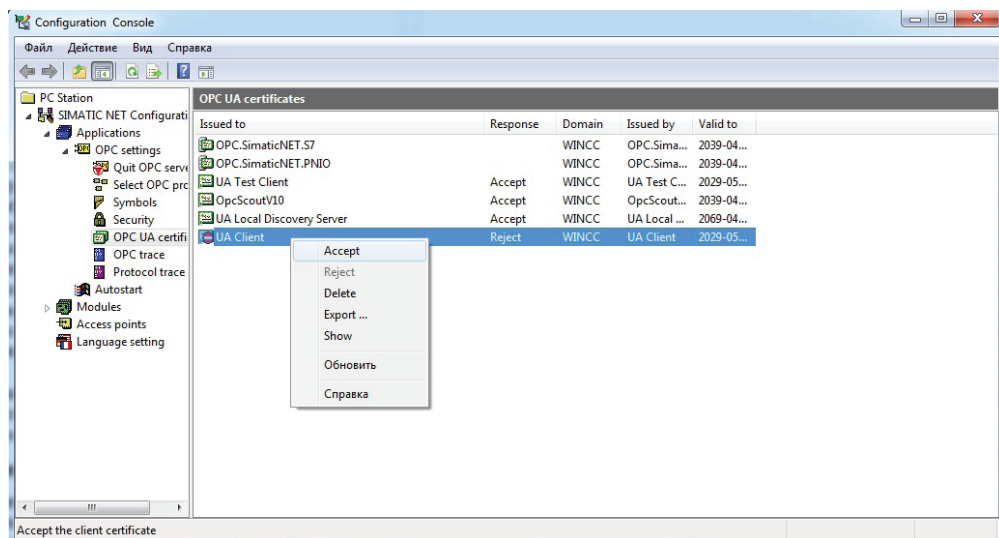 Configuration Console
Файл Действие Вид Справка
PC Station
SIMATIC NET Configurati
Applications
OPC settings
Quit OPC serve
Select OPC pro
Symbols
Security
OPC UA certifi
OPC trace
Protocol trace
Autostart
Modules
Access points
Language setting
OPC UA certificates
Issued to Response Domain Issued by Valid to
OPC.SimaticNET.S7 WINCC OPC.Sima... 2039-04...
OPC.SimaticNET.PNIO WINCC OPC.Sima... 2039-04...
UA Test Client Accept WINCC UA Test C... 2029-05...
OpcScoutV10 Accept WINCC OpcScout... 2039-04...
UA Local Discovery Server Accept WINCC UA Local ... 2069-04...
UA Client Reject WINCC UA Client 2029-05...
Accept
Reject
Delete
Export ...
Show
Обновить
Справка
Accept the client certificate